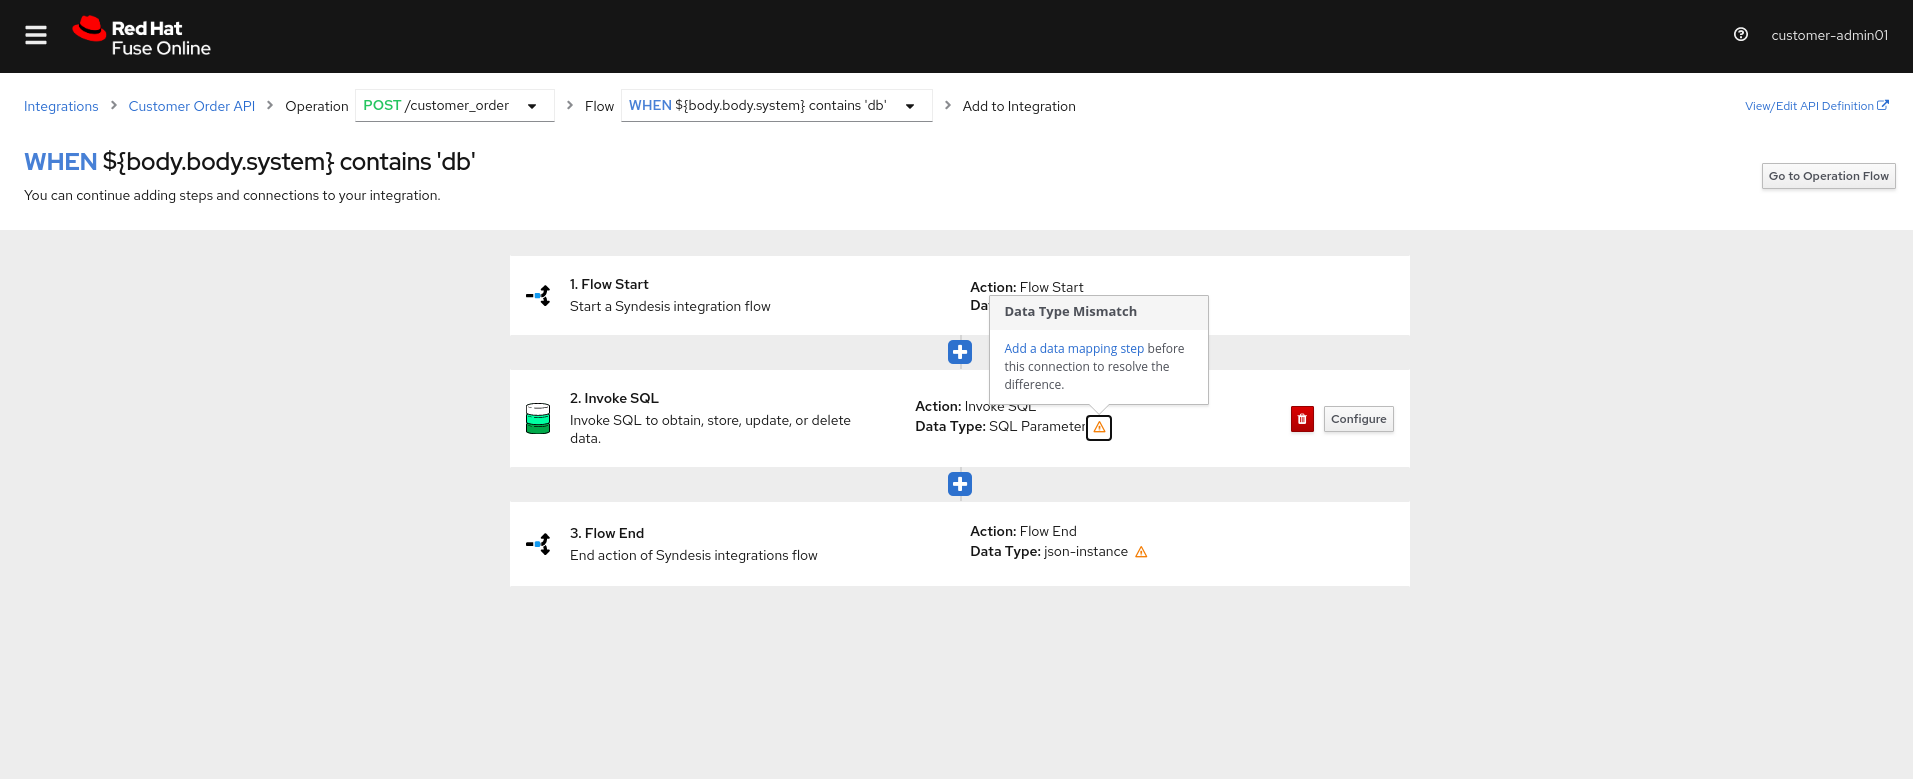 Red Hat
Fuse Online
customer-admin01
Integrations > Customer Order API > Operation POST /customer_order > Flow WHEN ${body.body.system} contains 'db' > Add to Integration
View/Edit API Definition
WHEN ${body.body.system} contains 'db'
You can continue adding steps and connections to your integration.
Go to Operation Flow
1. Flow Start
Start a Syndesis integration flow
Action: Flow Start
Data Type Mismatch
Add a data mapping step before
this connection to resolve the
difference.
2. Invoke SQL
Invoke SQL to obtain, store, update, or delete
data.
Action: Invoke SQL
Data Type: SQL Parameter
Configure
3. Flow End
End action of Syndesis integrations flow
Action: Flow End
Data Type: json-instance